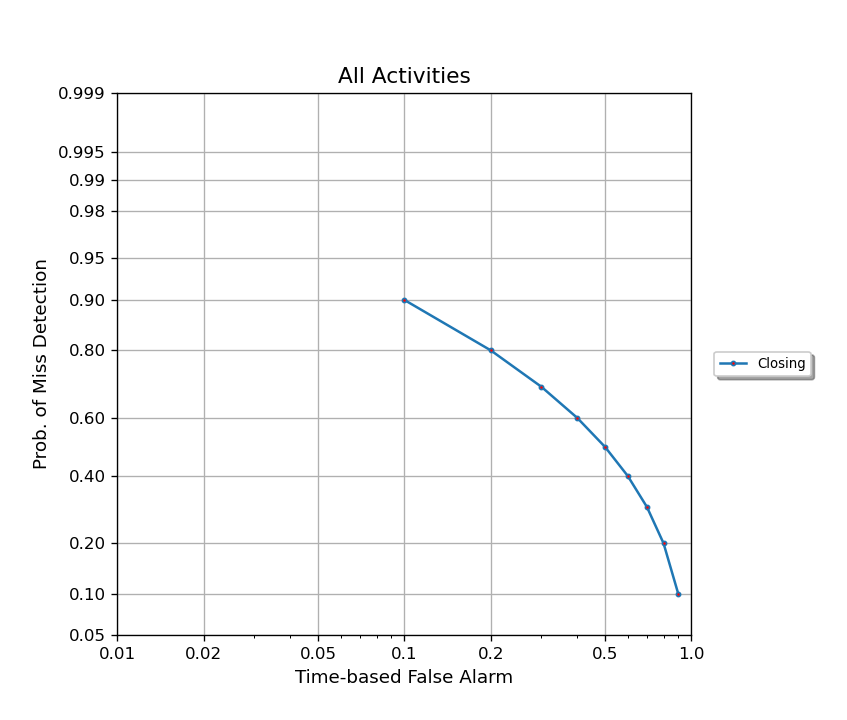 All Activities
0.999
0.995
0.99
0.98
0.95
0.90
0.80
0.60
0.40
0.20
0.10
0.05
Prob. of Miss Detection
0.01 0.02 0.05 0.1 0.2 0.5 1.0
Time-based False Alarm
Closing